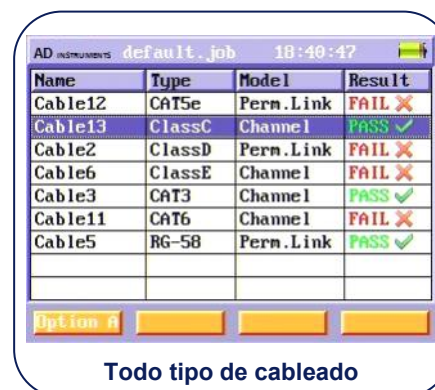 AD INSTRUMENTS default.job 18:40:47
Name Type Model Result
Cable12 CAT5e Perm.Link FAIL
Cable13 ClassC Channel PASS
Cable2 ClassD Perm.Link FAIL
Cable6 ClassE Channel FAIL
Cable3 CAT3 Channel PASS
Cable11 CAT6 Channel FAIL
Cable5 RG-58 Perm.Link PASS
Option A
Todo tipo de cableado